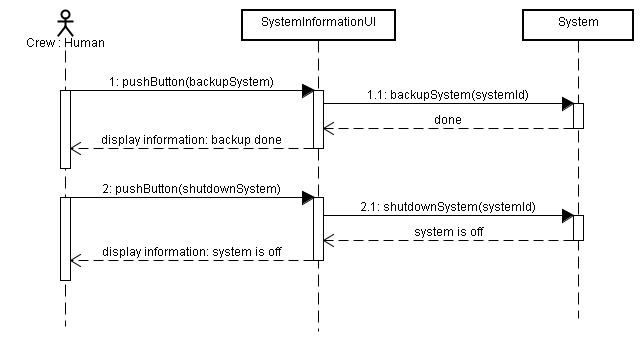 SystemInformationUI
System
Crew : Human
1: pushButton(backupSystem)
1.1: backupSystem(systemId)
done
display information: backup done
2: pushButton(shutdownSystem)
2.1: shutdownSystem(systemId)
system is off
display information: system is off